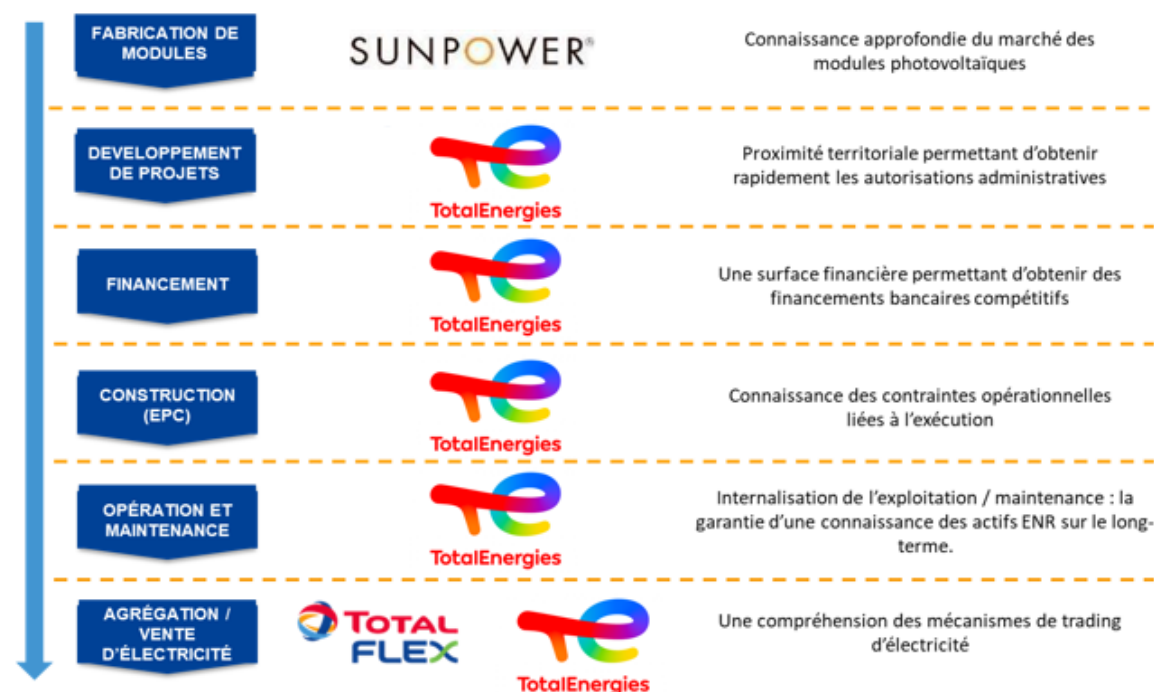 FABRICATION DE
MODULES
SUNPOWER®
Connaissance approfondie du marché des
modules photovoltaïques
DEVELOPPEMENT
DE PROJETS
TotalEnergies
Proximité territoriale permettant d'obtenir
rapidement les autorisations administratives
FINANCEMENT
TotalEnergies
Une surface financière permettant d'obtenir des
financements bancaires compétitifs
CONSTRUCTION
(EPC)
TotalEnergies
Connaissance des contraintes opérationnelles
liées à l'exécution
OPÉRATION ET
MAINTENANCE
TotalEnergies
Internalisation de l'exploitation / maintenance : la
garantie d'une connaissance des actifs ENR sur le long-
terme.
AGRÉGATION /
VENTE
D'ÉLECTRICITÉ
TOTAL
FLEX
TotalEnergies
Une compréhension des mécanismes de trading
d'électricité